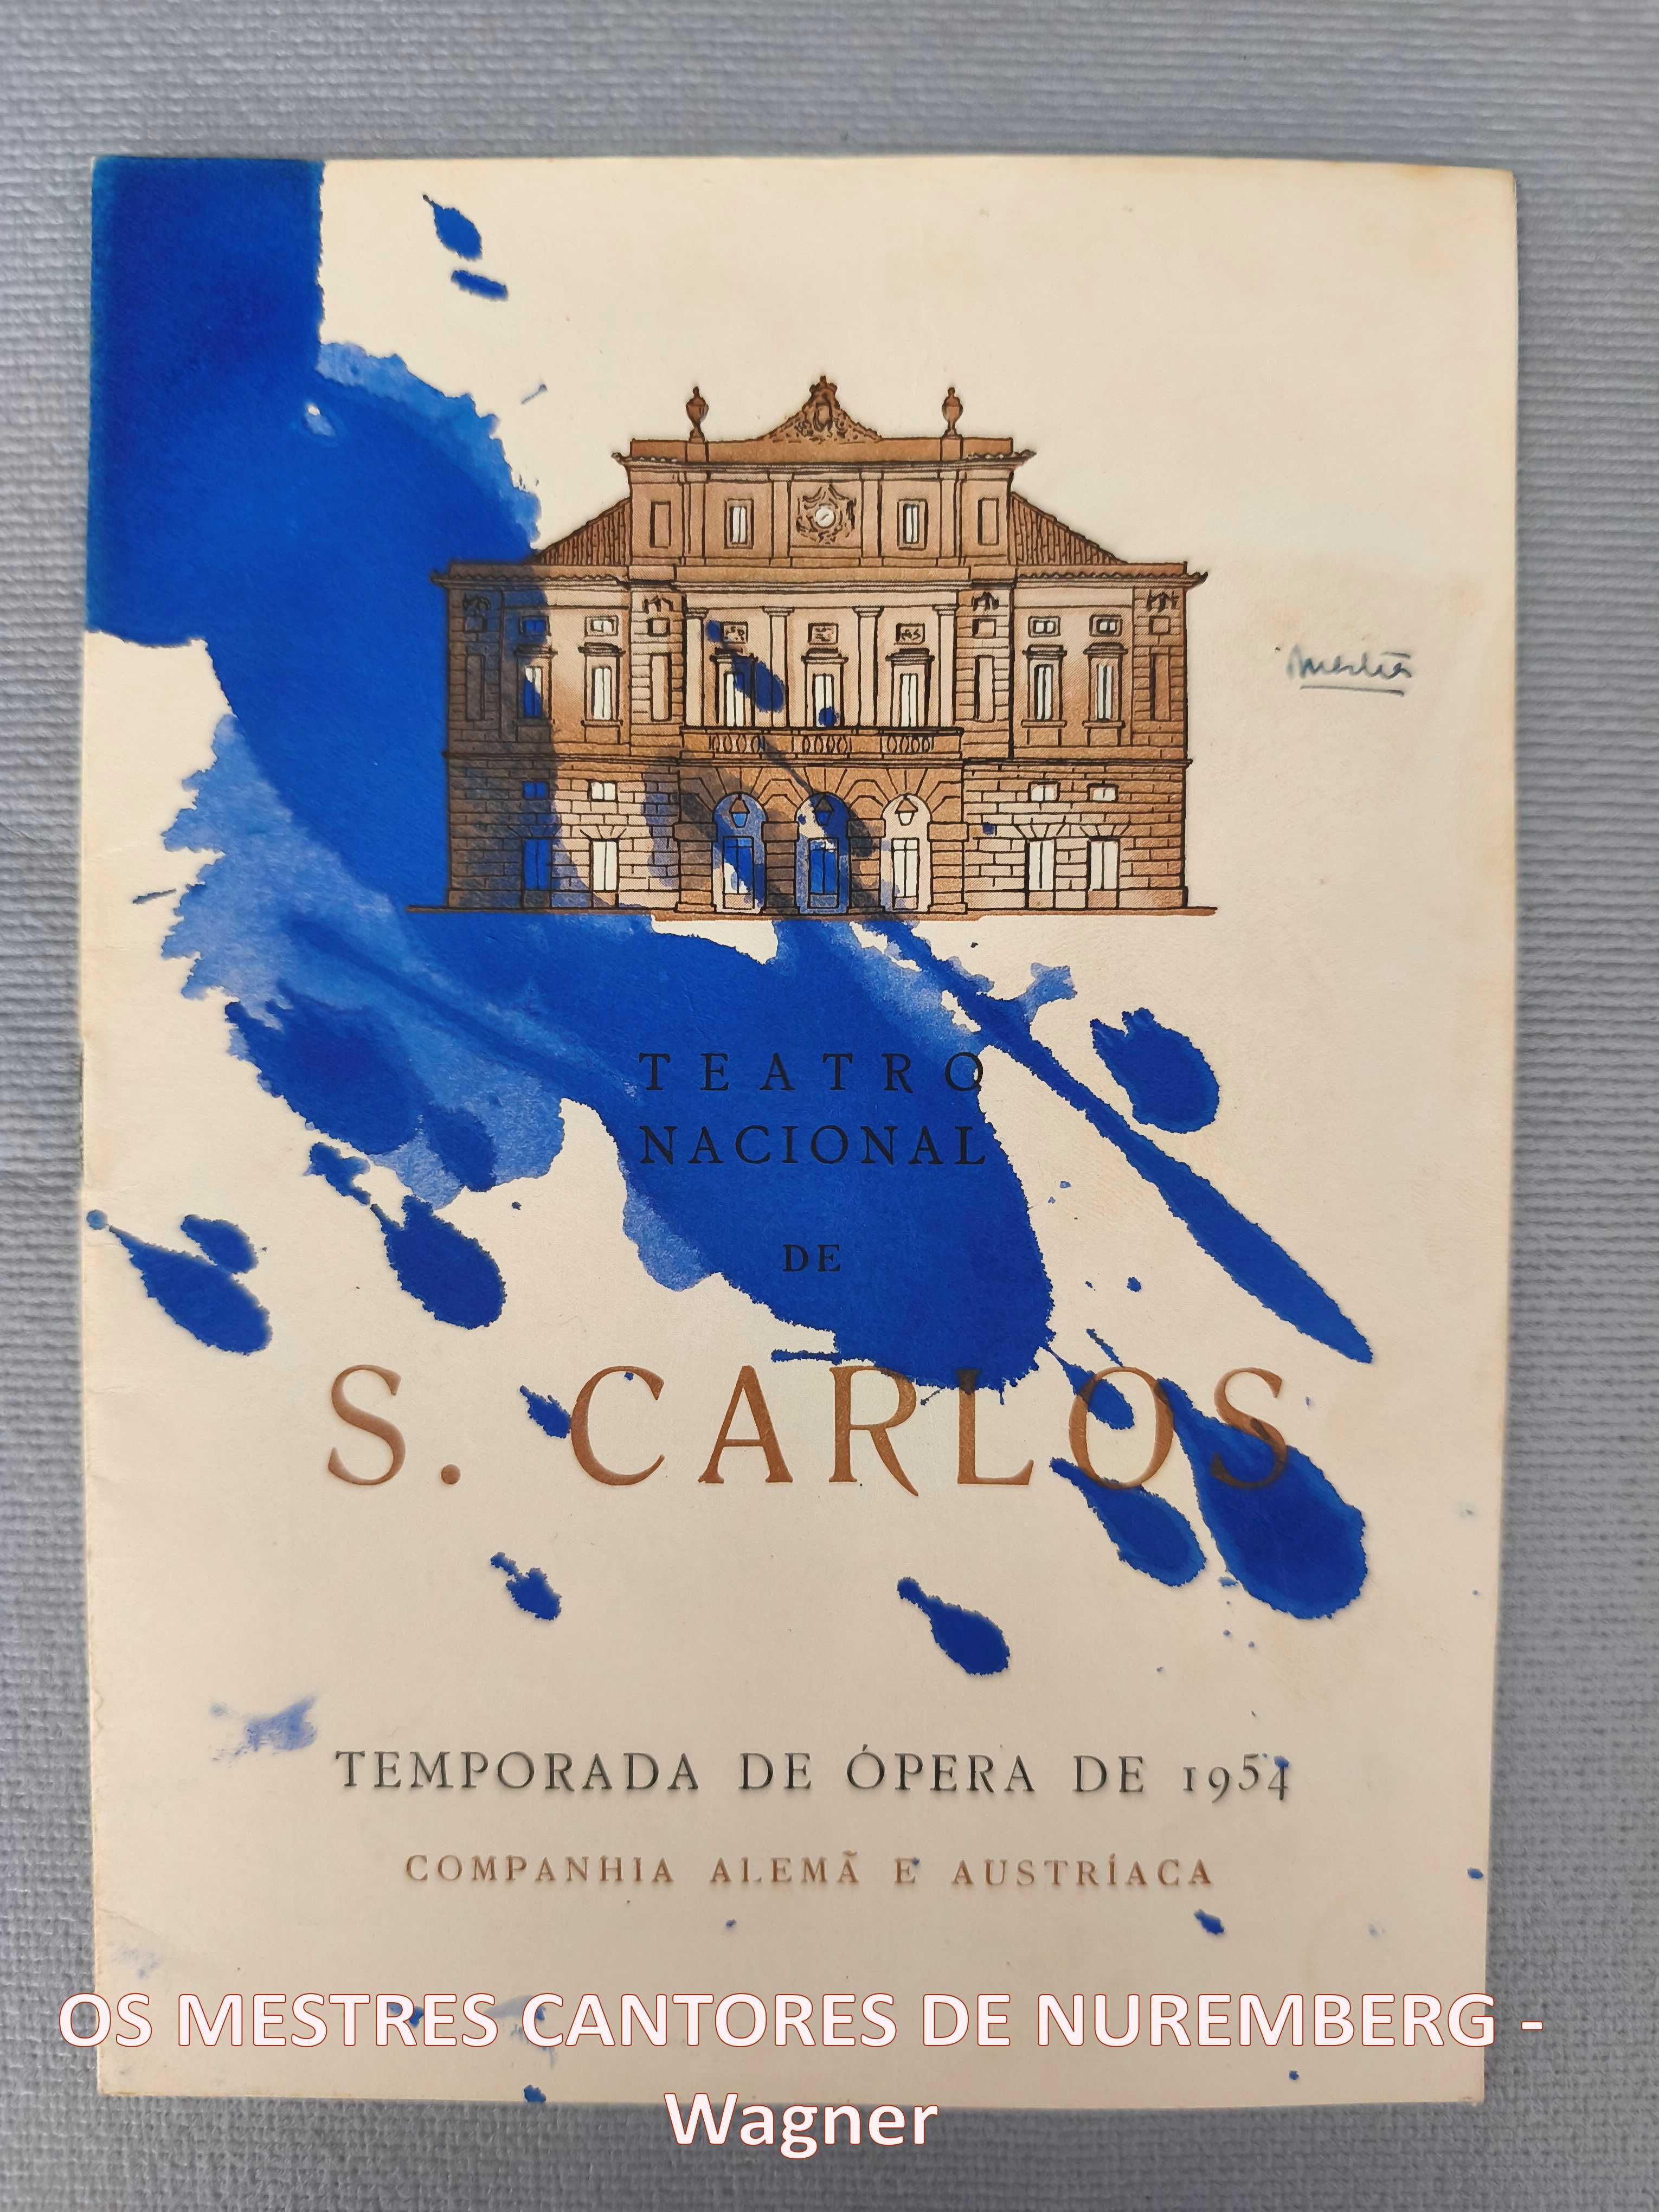 TEATRO
NACIONAL
DE
S. CARLOS
TEMPORADA DE ÓPERA DE 1954
COMPANHIA ALEMÃ E AUSTRÍACA
OS MESTRES CANTORES DE NUREMBERG -
Wagner